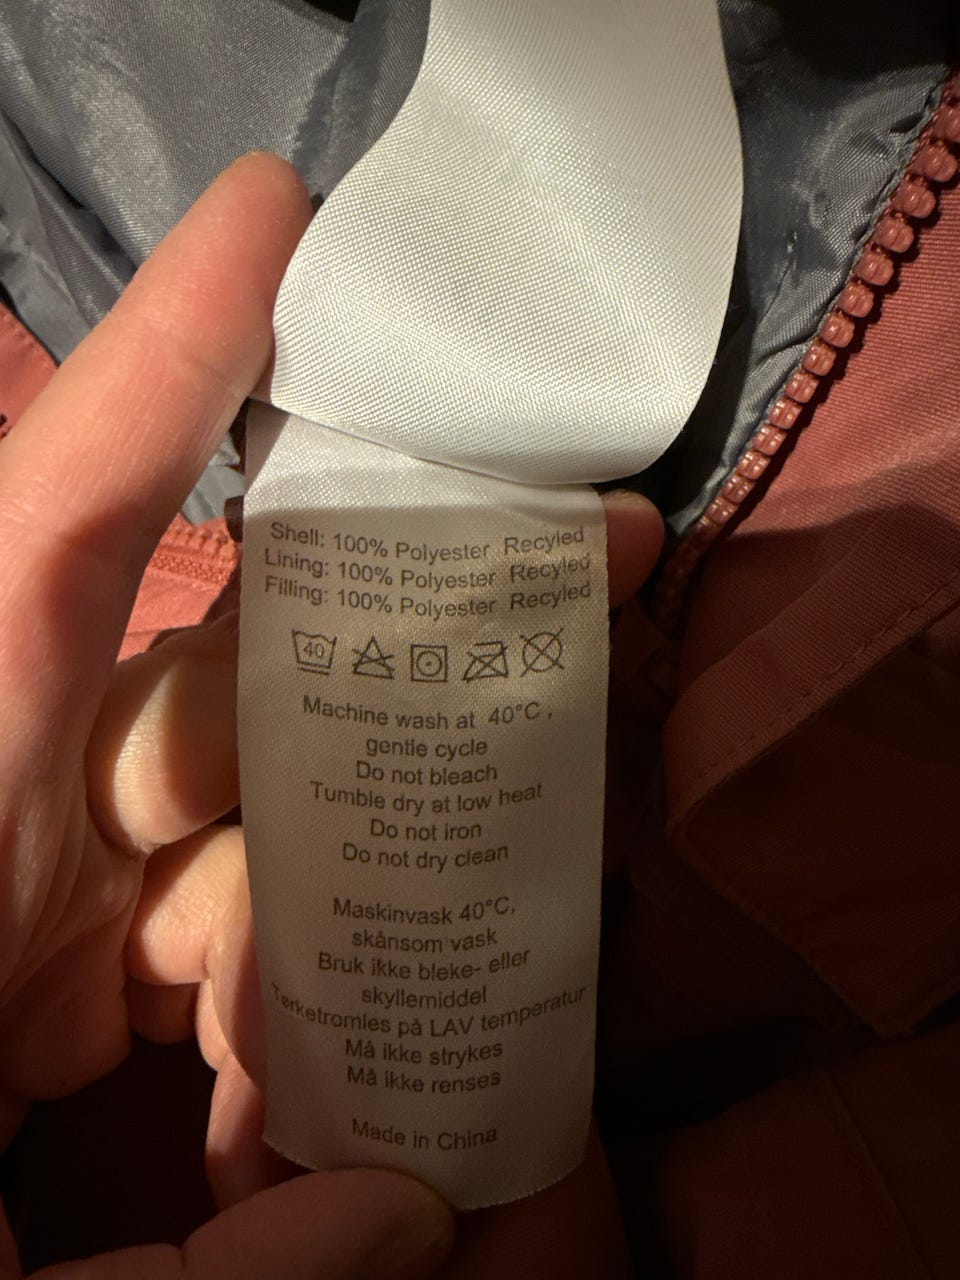 Shell: 100% Polyester Recyled
Lining: 100% Polyester Recyled
Filling: 100% Polyester Recyled
40
Machine wash at 40°C ,
gentle cycle
Do not bleach
Tumble dry at low heat
Do not iron
Do not dry clean
Maskinvask 40°C,
skånsom vask
Bruk ikke bleke- eller
skyllemiddel
Tørketromles på LAV temperatur
Må ikke strykes
Må ikke renses
Made in China